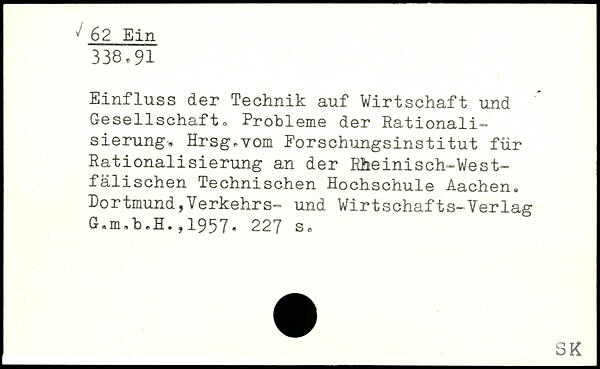 ✓ 62 Ein
338.91
Einfluss der Technik auf Wirtschaft und
Gesellschaft. Probleme der Rationali-
sierung. Hrsg.vom Forschungsinstitut für
Rationalisierung an der Rheinisch-West-
fälischen Technischen Hochschule Aachen.
Dortmund,Verkehrs- und Wirtschafts-Verlag
G.m.b.H.,1957. 227 s.
SK